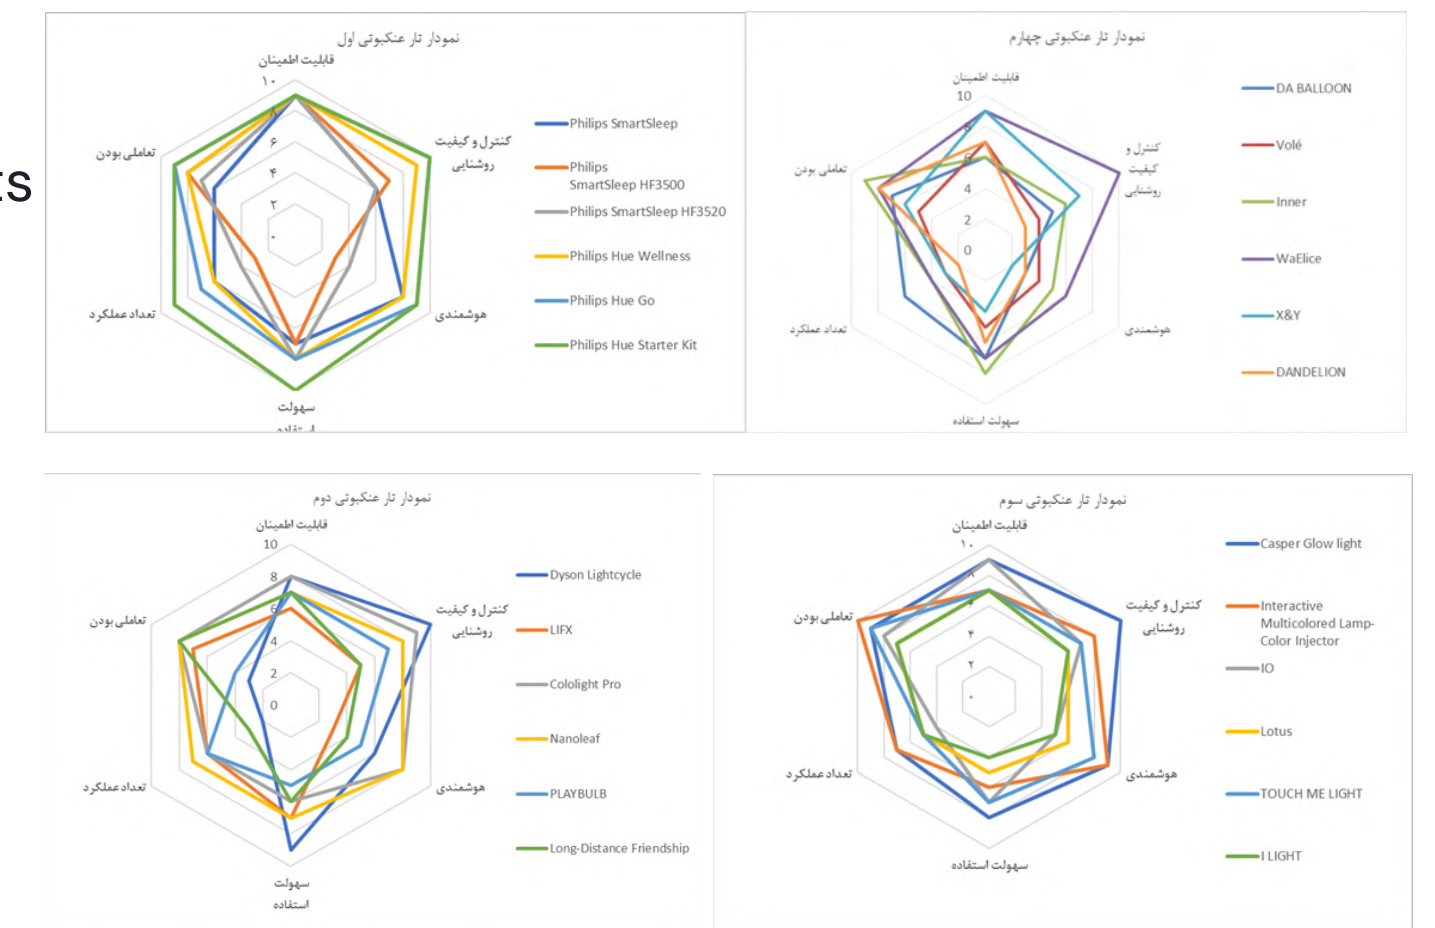 ts
نمودار تار عنکبوتی اول
قابلیت اطمینان
۱۰
۸
۶
۴
۲
۰
کنترل و کیفیت
روشنایی
هوشمندی
سهولت
استفاده
تعداد عملکرد
تعاملی بودن
Philips SmartSleep
Philips
SmartSleep HF3500
Philips SmartSleep HF3520
Philips Hue Wellness
Philips Hue Go
Philips Hue Starter Kit
نمودار تار عنکبوتی چهارم
قابلیت اطمینان
10
8
6
4
2
0
کنترل و
کیفیت
روشنایی
هوشمندی
سهولت استفاده
تعداد عملکرد
تعاملی بودن
DA BALLOON
Volé
Inner
WaElice
X&Y
DANDELION
نمودار تار عنکبوتی دوم
قابلیت اطمینان
10
8
6
4
2
0
کنترل و کیفیت
روشنایی
هوشمندی
سهولت
استفاده
تعداد عملکرد
تعاملی بودن
Dyson Lightcycle
LIFX
Cololight Pro
Nanoleaf
PLAYBULB
Long-Distance Friendship
نمودار تار عنکبوتی سوم
قابلیت اطمینان
۱۰
۸
۶
۴
۲
۰
کنترل و کیفیت
روشنایی
هوشمندی
سهولت استفاده
تعداد عملکرد
تعاملی بودن
Casper Glow light
Interactive
Multicolored Lamp-
Color Injector
IO
Lotus
TOUCH ME LIGHT
I LIGHT